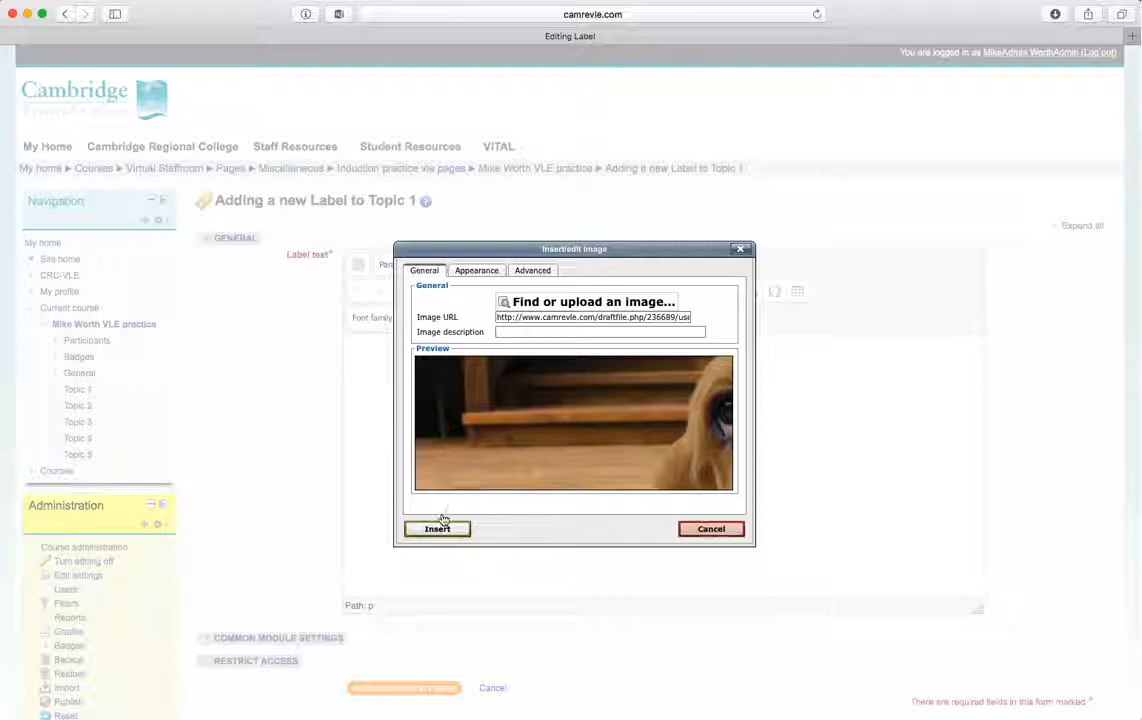 camrevle.com
Editing Label
You are logged in as MikeAdmin WorthAdmin (Log out)
Cambridge
My Home Cambridge Regional College Staff Resources Student Resources VITAL
My home ► Courses ► Virtual Staffroom ► Pages ► Miscellaneous ► Induction practice vle pages ► Mike Worth VLE practice ► Adding a new Label to Topic 1
Navigation
My home
Site home
CRC-VLE
My profile
Current course
Mike Worth VLE practice
Participants
Badges
General
Topic 1
Topic 2
Topic 3
Topic 4
Topic 5
Courses
Administration
Course administration
Turn editing off
Edit settings
Users
Filters
Reports
Grades
Badges
Backup
Restore
Import
Publish
Reset
Adding a new Label to Topic 1
Expand all
GENERAL
Label text*
Para
Font family
Insert/edit image
General Appearance Advanced
General
Find or upload an image...
Image URL http://www.camrevle.com/draftfile.php/236689/use
Image description
Preview
Insert Cancel
Path: p
COMMON MODULE SETTINGS
RESTRICT ACCESS
Cancel
There are required fields in this form marked *.